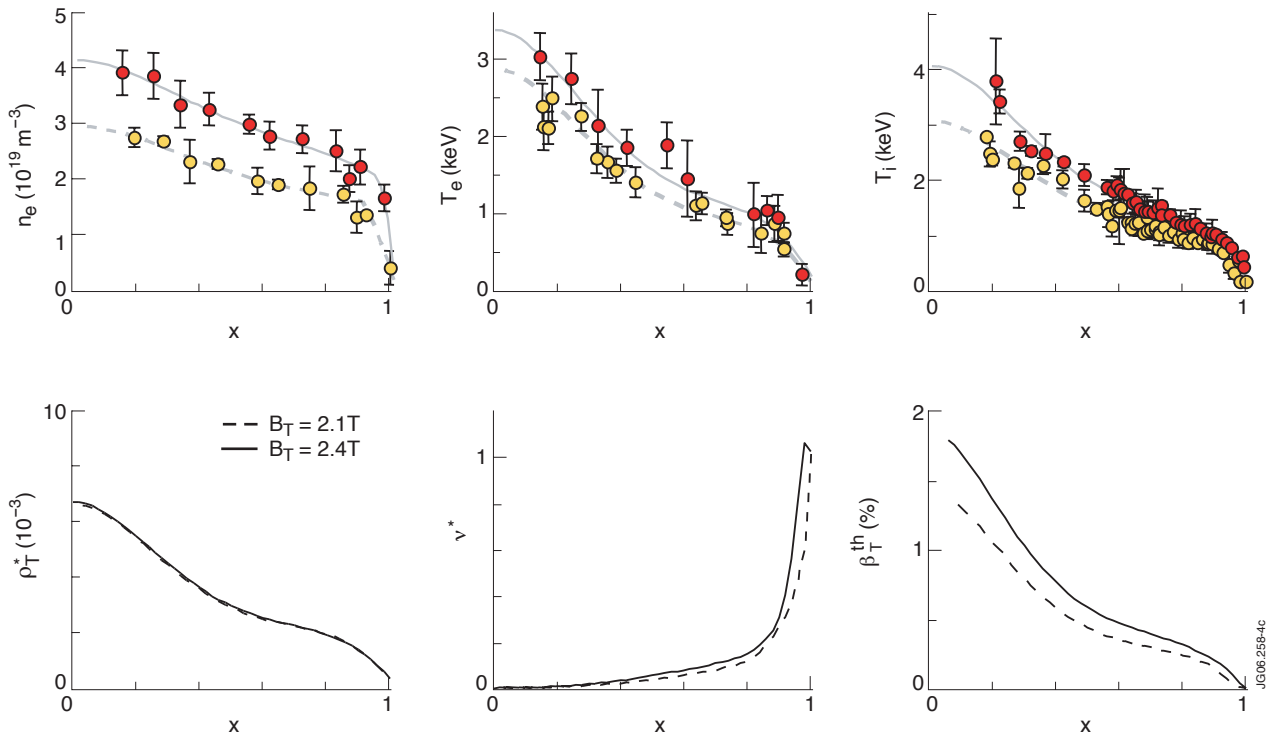 5
4
3
2
1
0
n_e (10^19 m^−3)
0
1
x
3
2
1
0
T_e (keV)
0
1
x
4
2
0
T_i (keV)
0
1
x
10
0
ρ*_T (10^−3)
B_T = 2.1T
B_T = 2.4T
0
1
x
1
0
ν*
0
1
x
2
1
0
β_T^th (%)
0
1
x
JG06.258-4c